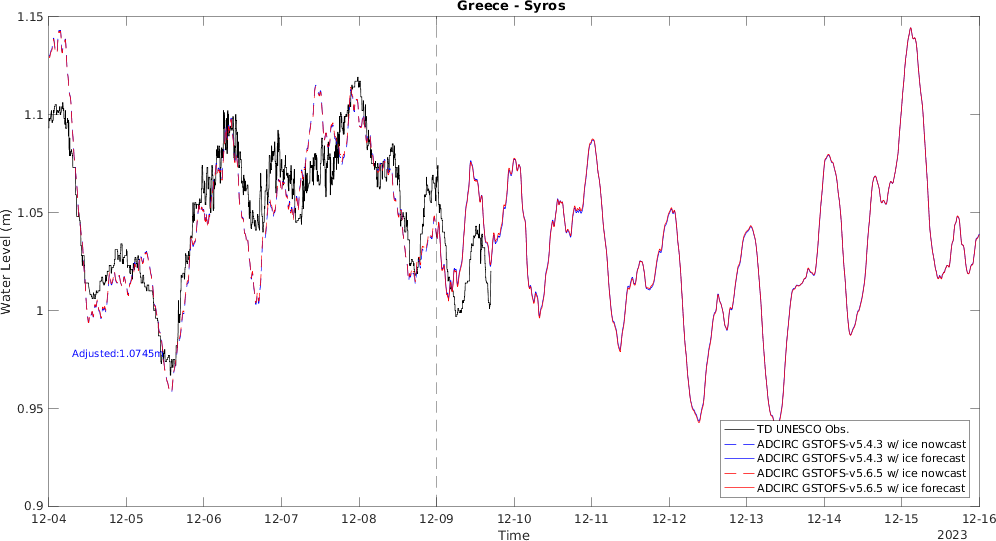 Greece - Syros
1.15
1.1
1.05
1
0.95
0.9
Water Level (m)
Adjusted:1.0745m
TD UNESCO Obs.
ADCIRC GSTOFS-v5.4.3 w/ ice nowcast
ADCIRC GSTOFS-v5.4.3 w/ ice forecast
ADCIRC GSTOFS-v5.6.5 w/ ice nowcast
ADCIRC GSTOFS-v5.6.5 w/ ice forecast
12-04 12-05 12-06 12-07 12-08 12-09 12-10 12-11 12-12 12-13 12-14 12-15 12-16
Time
2023